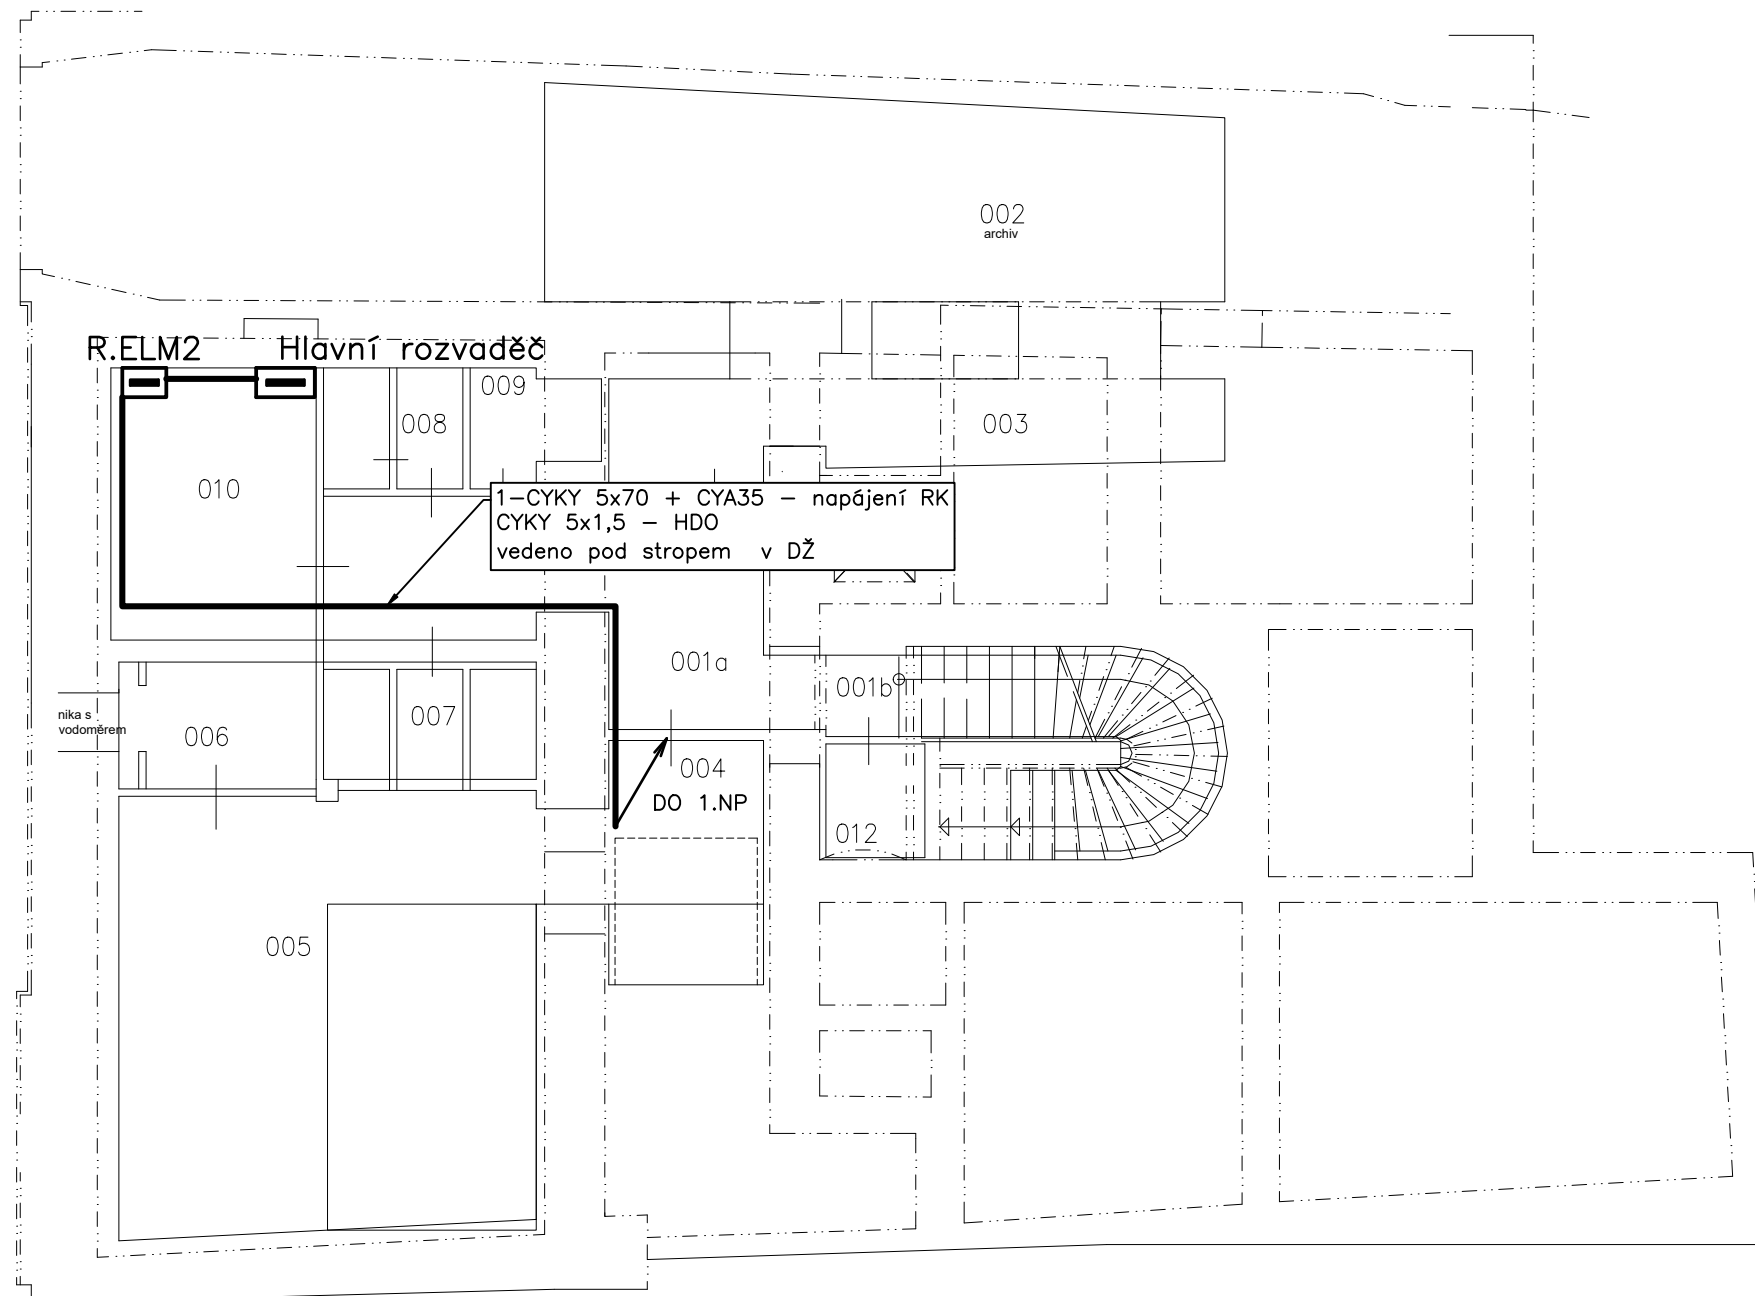 002
archiv
R.ELM2 Hlavní rozvaděč
009
008
003
010
1-CYKY 5x70 + CYA35 - napájení RK
CYKY 5x1,5 - HDO
vedeno pod stropem v DŽ
001a
001b
nika s
vodoměrem
006
007
004
DO 1.NP
012
005